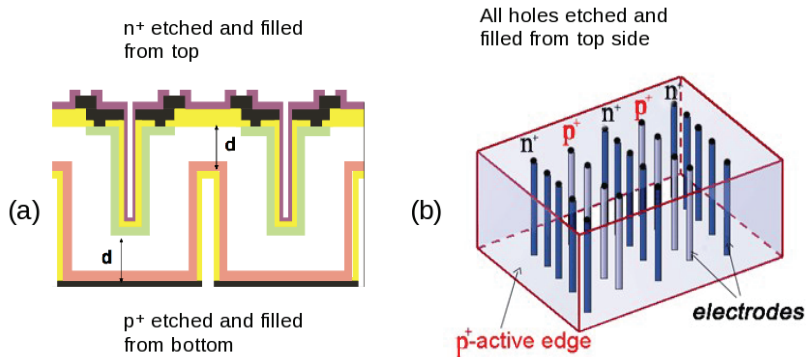 n+ etched and filled
from top
d
d
(a)
p+ etched and filled
from bottom
All holes etched and
filled from top side
n+
p+
n+
p+
n+
(b)
electrodes
p+-active edge